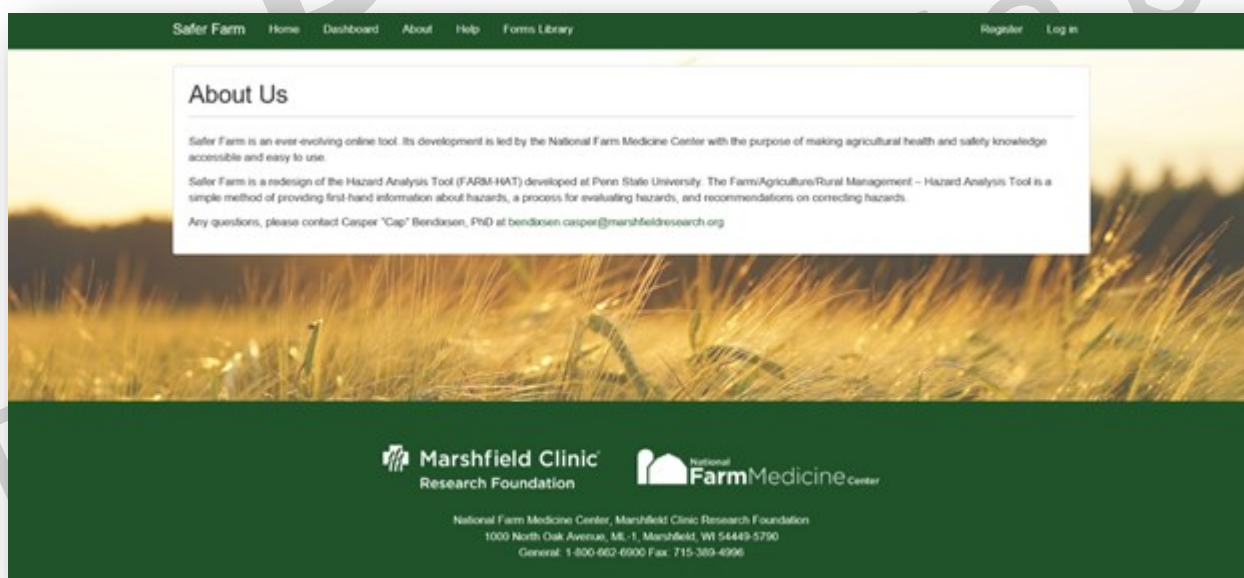 Safer Farm Home Dashboard About Help Forms Library Register Log in
About Us
Safer Farm is an ever-evolving online tool. Its development is led by the National Farm Medicine Center with the purpose of making agricultural health and safety knowledge
accessible and easy to use.
Safer Farm is a redesign of the Hazard Analysis Tool (FARM-HAT) developed at Penn State University. The Farm/Agriculture/Rural Management – Hazard Analysis Tool is a
simple method of providing first-hand information about hazards, a process for evaluating hazards, and recommendations on correcting hazards.
Any questions, please contact Casper "Cap" Bendixsen, PhD at bendixsen.casper@marshfieldresearch.org
Marshfield Clinic
Research Foundation
National
FarmMedicine Center
National Farm Medicine Center, Marshfield Clinic Research Foundation
1000 North Oak Avenue, ML-1, Marshfield, WI 54449-5790
General: 1-800-662-6900 Fax: 715-389-4996